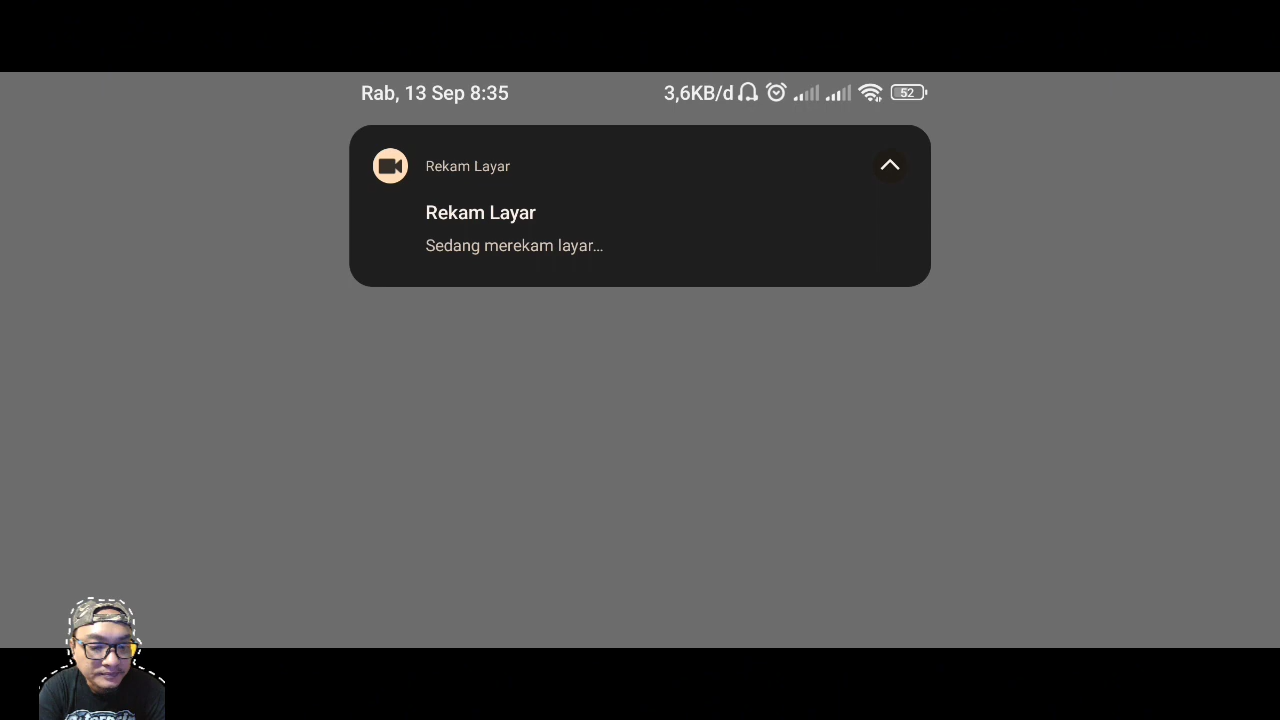 Rab, 13 Sep 8:35 3,6KB/d 52
Rekam Layar
Rekam Layar
Sedang merekam layar...